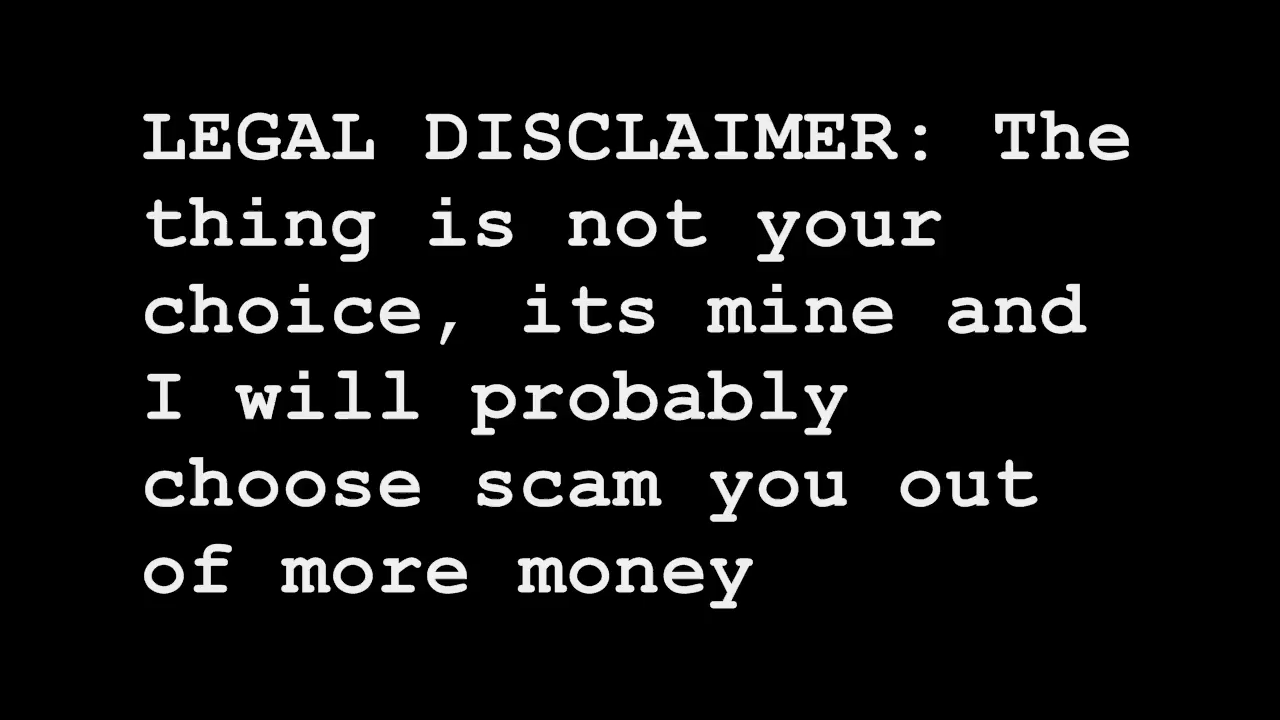 LEGAL DISCLAIMER: The
thing is not your
choice, its mine and
I will probably
choose scam you out
of more money